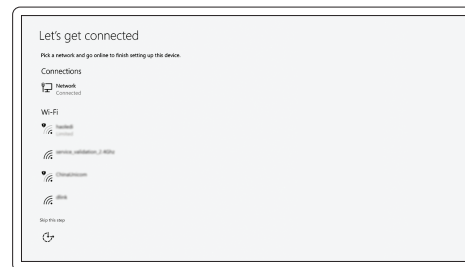 Let's get connected
Pick a network and go online to finish setting up this device.
Connections
Network
Connected
Wi-Fi
service_validation_2.4Ghz
ChinaUnicom
dlink
Skip this step